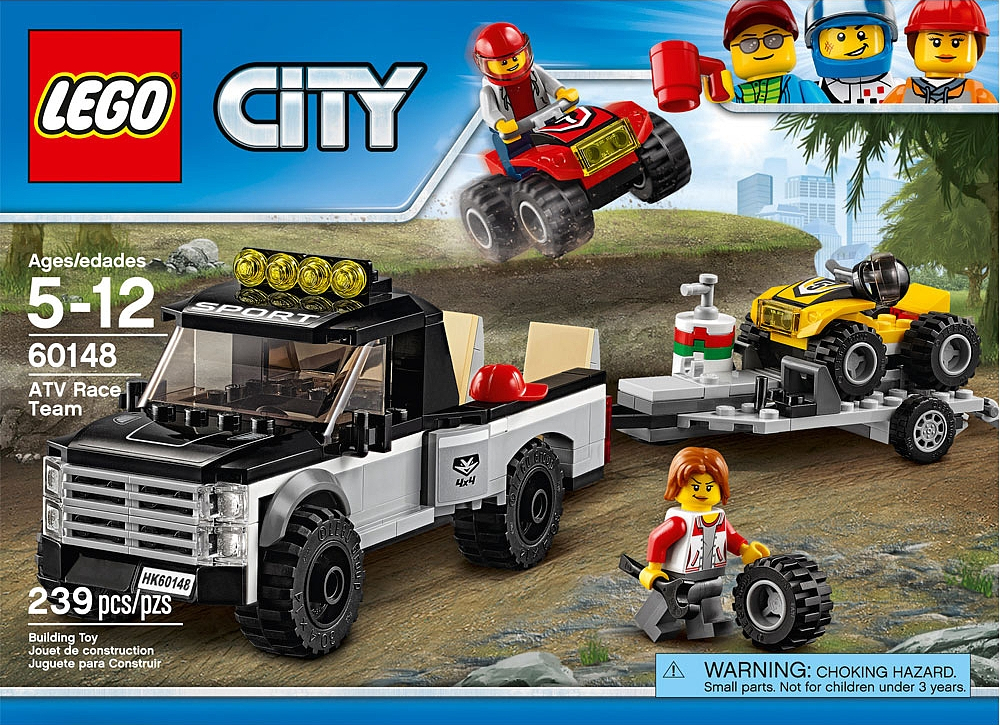 LEGO®
CITY
Ages/edades
5-12
60148
ATV Race
Team
SPORT
4x4
HK60148
239 pcs/pzs
Building Toy
Jouet de construction
Juguete para Construir
WARNING: CHOKING HAZARD.
Small parts. Not for children under 3 years.